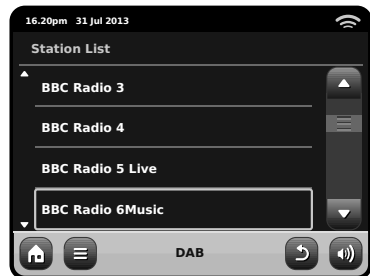 16.20pm 31 Jul 2013
Station List
BBC Radio 3
BBC Radio 4
BBC Radio 5 Live
BBC Radio 6Music
DAB